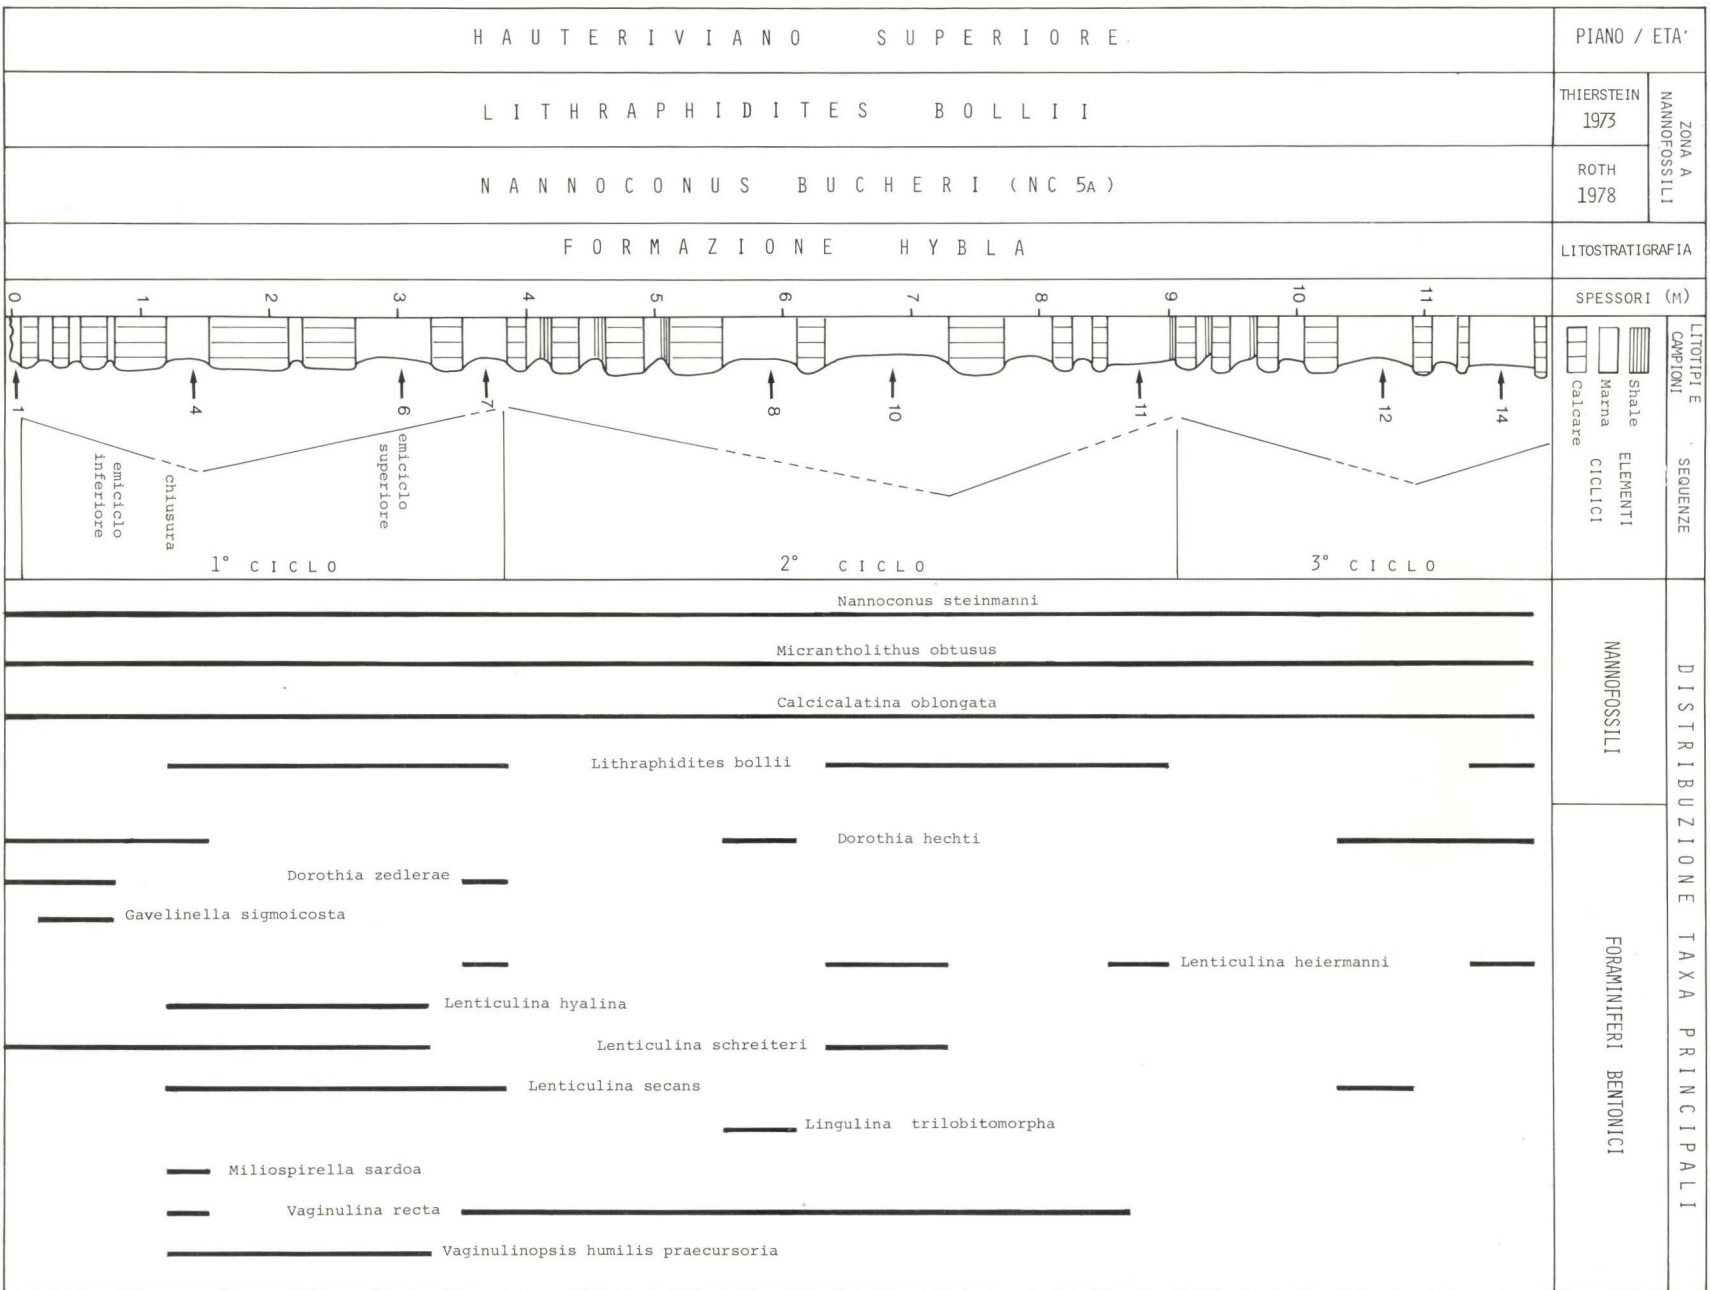 HAUTERIVIANO SUPERIORE
PIANO / ETA'
LITHRAPHIDITES BOLLII
THIERSTEIN
1973
NANNOCONUS BUCHERI (NC 5A)
ROTH
1978
ZONA A
NANNOFOSSILI
FORMAZIONE HYBLA
LITOSTRATIGRAFIA
0 1 2 3 4 5 6 7 8 9 10 11
SPESSORI (M)
1 4 6 7 8 10 11 12 14
Shale
Marna
Calcare
LITOTIPI E
CAMPIONI
emiciclo
inferiore
chiusura
emiciclo
superiore
ELEMENTI
CICLICI
SEQUENZE
1° CICLO
2° CICLO
3° CICLO
Nannoconus steinmanni
Micrantholithus obtusus
Calcicalatina oblongata
Lithraphidites bollii
NANNOFOSSILI
Dorothia hechti
Dorothia zedlerae
Gavelinella sigmoicosta
Lenticulina heiermanni
Lenticulina hyalina
Lenticulina schreiteri
Lenticulina secans
Lingulina trilobitomorpha
Miliospirella sardoa
Vaginulina recta
Vaginulinopsis humilis praecursoria
FORAMINIFERI BENTONICI
DISTRIBUZIONE TAXA PRINCIPALI